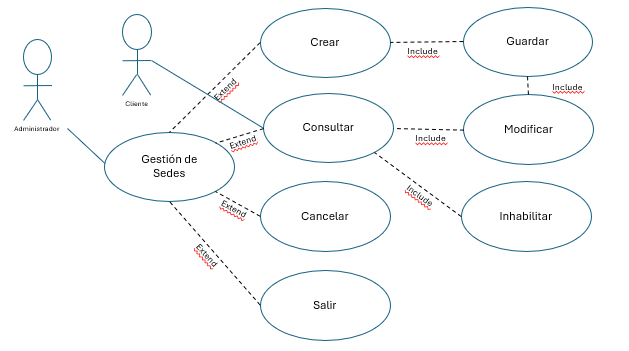 Crear
Include
Guardar
Cliente
Extend
Include
Administrador
Consultar
Include
Modificar
Extend
Gestión de
Sedes
Include
Extend
Cancelar
Inhabilitar
Extend
Salir